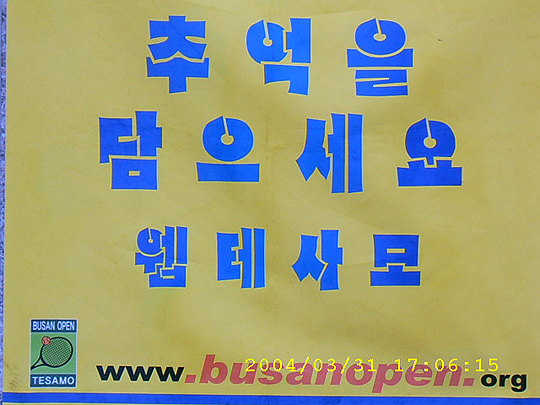 추억을
담으세요
웹테사모
BUSAN OPEN
TESAMO
www.busanopen.org
2004/03/31 17:06:15